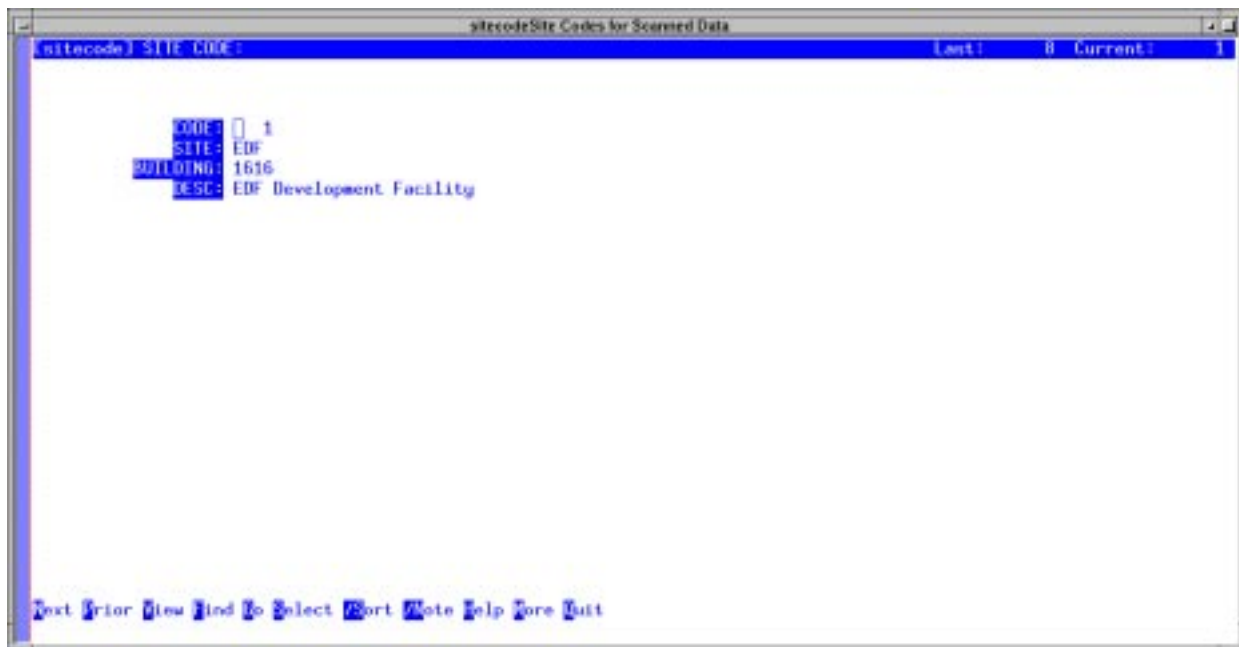 sitecodeSite Codes for Scanned Data
[sitecode] SITE CODE: Last: 8 Current: 1
CODE: 1
SITE: EDF
BUILDING: 1616
DESC: EDF Development Facility
Next Prior View Find Go Select /Sort /Note Help More Quit